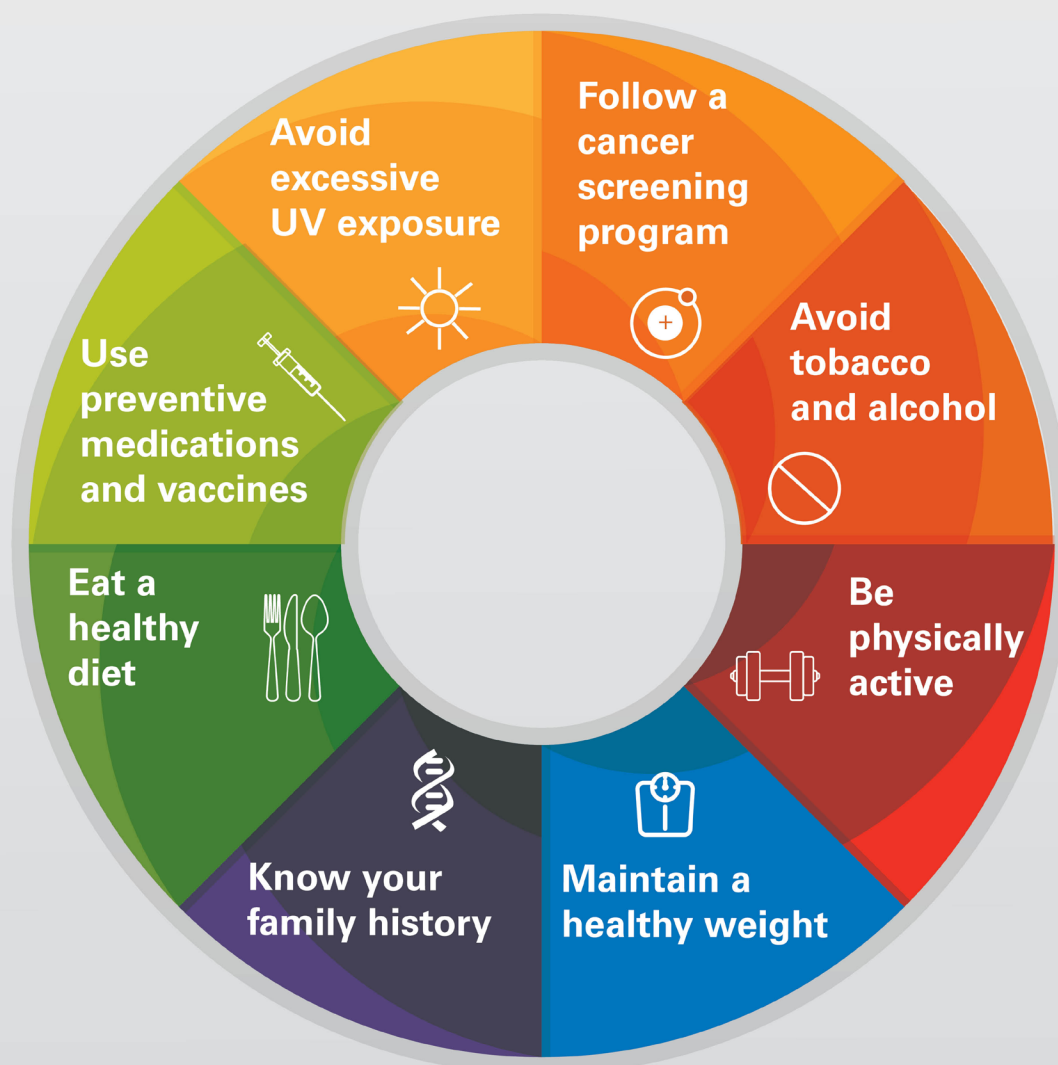 Follow a
cancer
screening
program
Avoid
tobacco
and alcohol
Be
physically
active
Maintain a
healthy weight
Know your
family history
Eat a
healthy
diet
Use
preventive
medications
and vaccines
Avoid
excessive
UV exposure